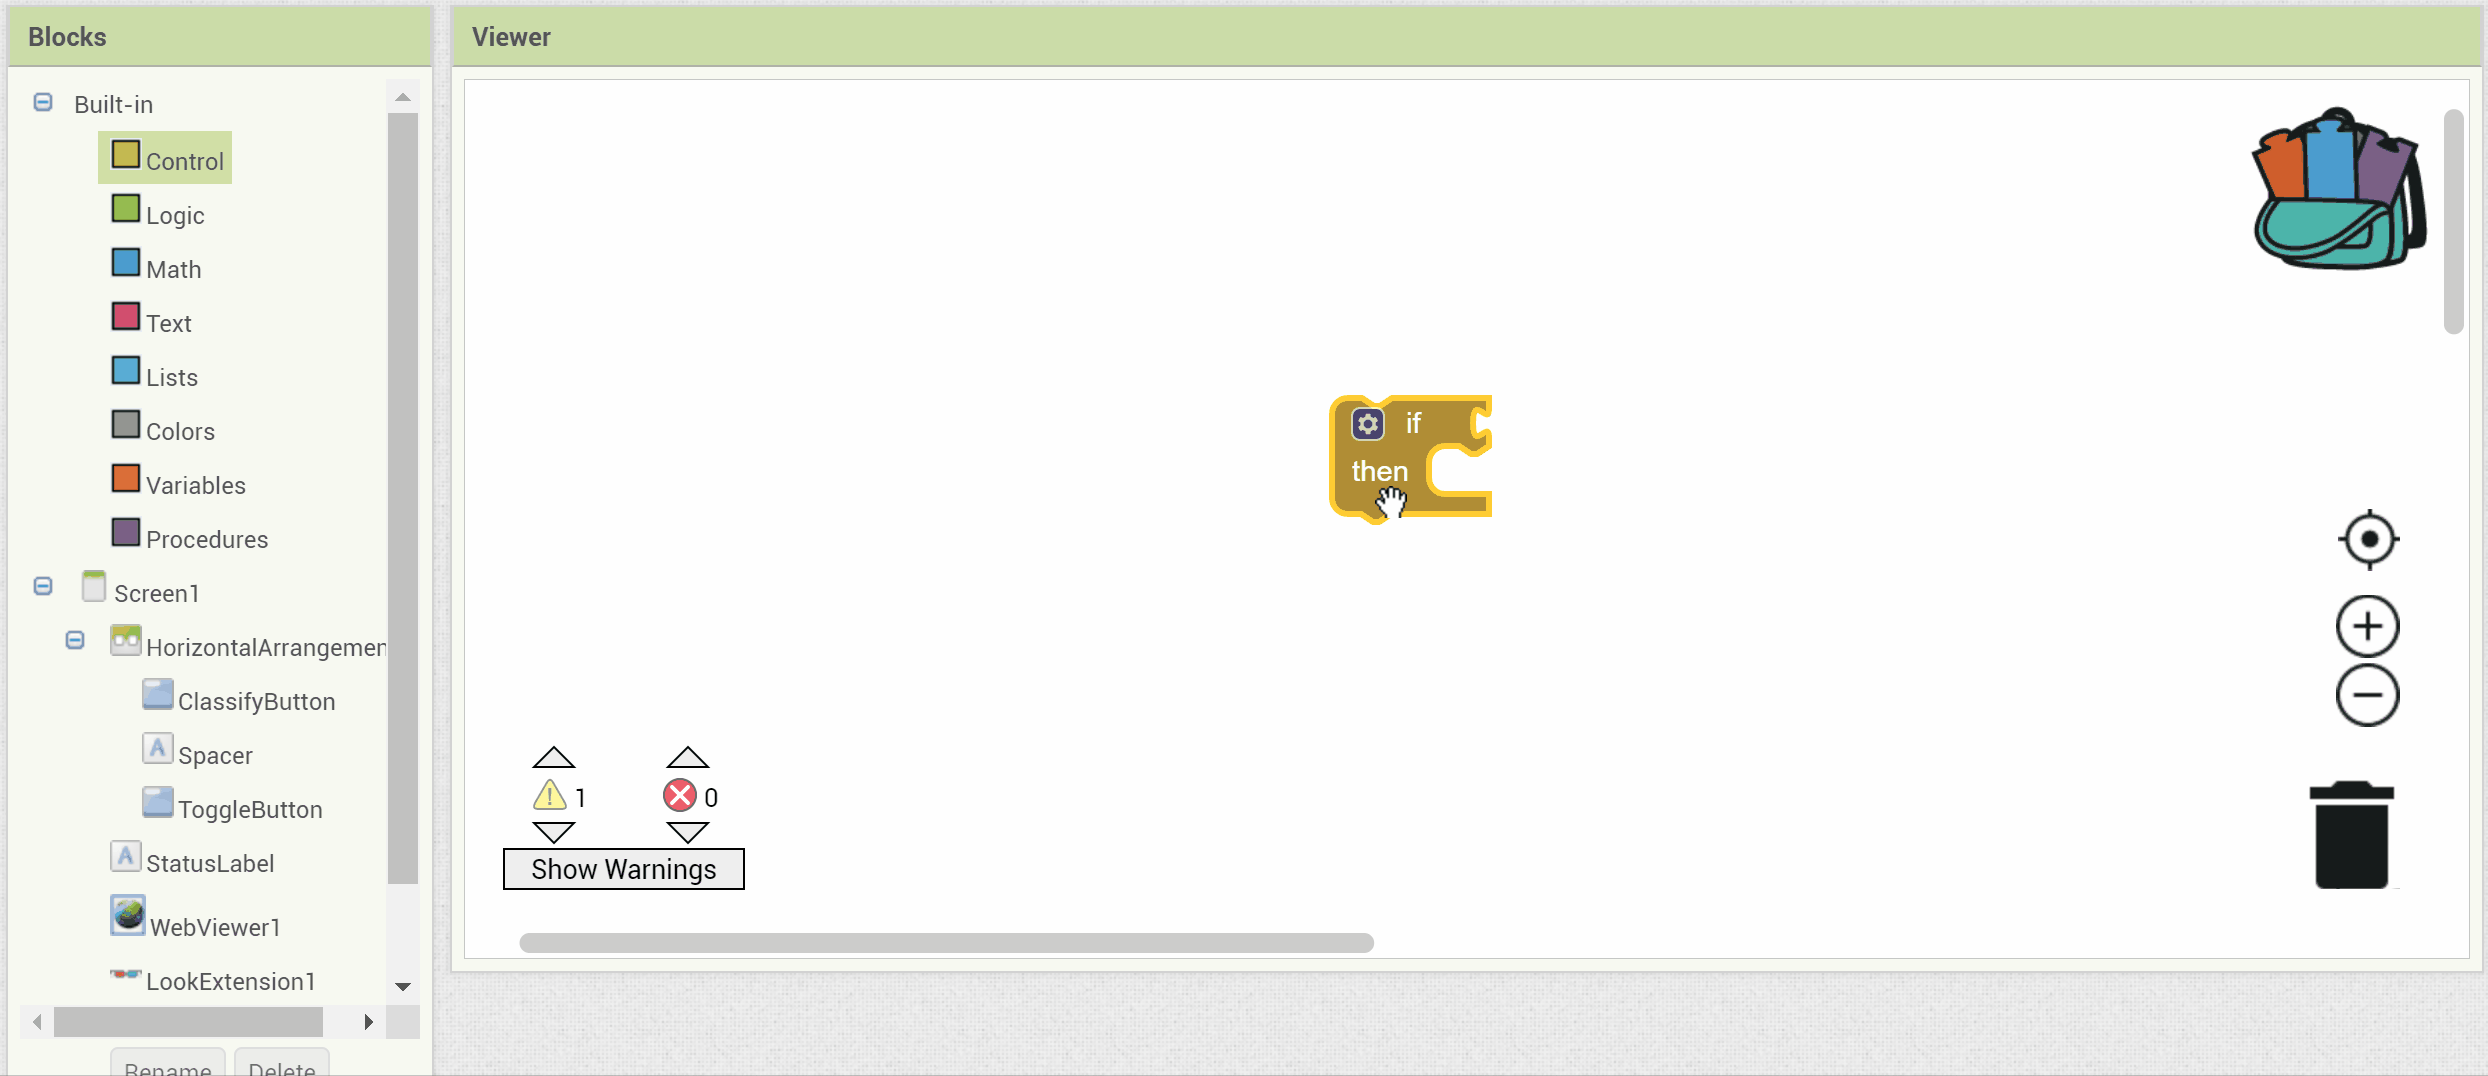 Blocks
Built-in
Control
Logic
Math
Text
Lists
Colors
Variables
Procedures
Screen1
HorizontalArrangemen
ClassifyButton
A Spacer
ToggleButton
A StatusLabel
WebViewer1
LookExtension1
Rename Delete
Viewer
if
then
1 0
Show Warnings